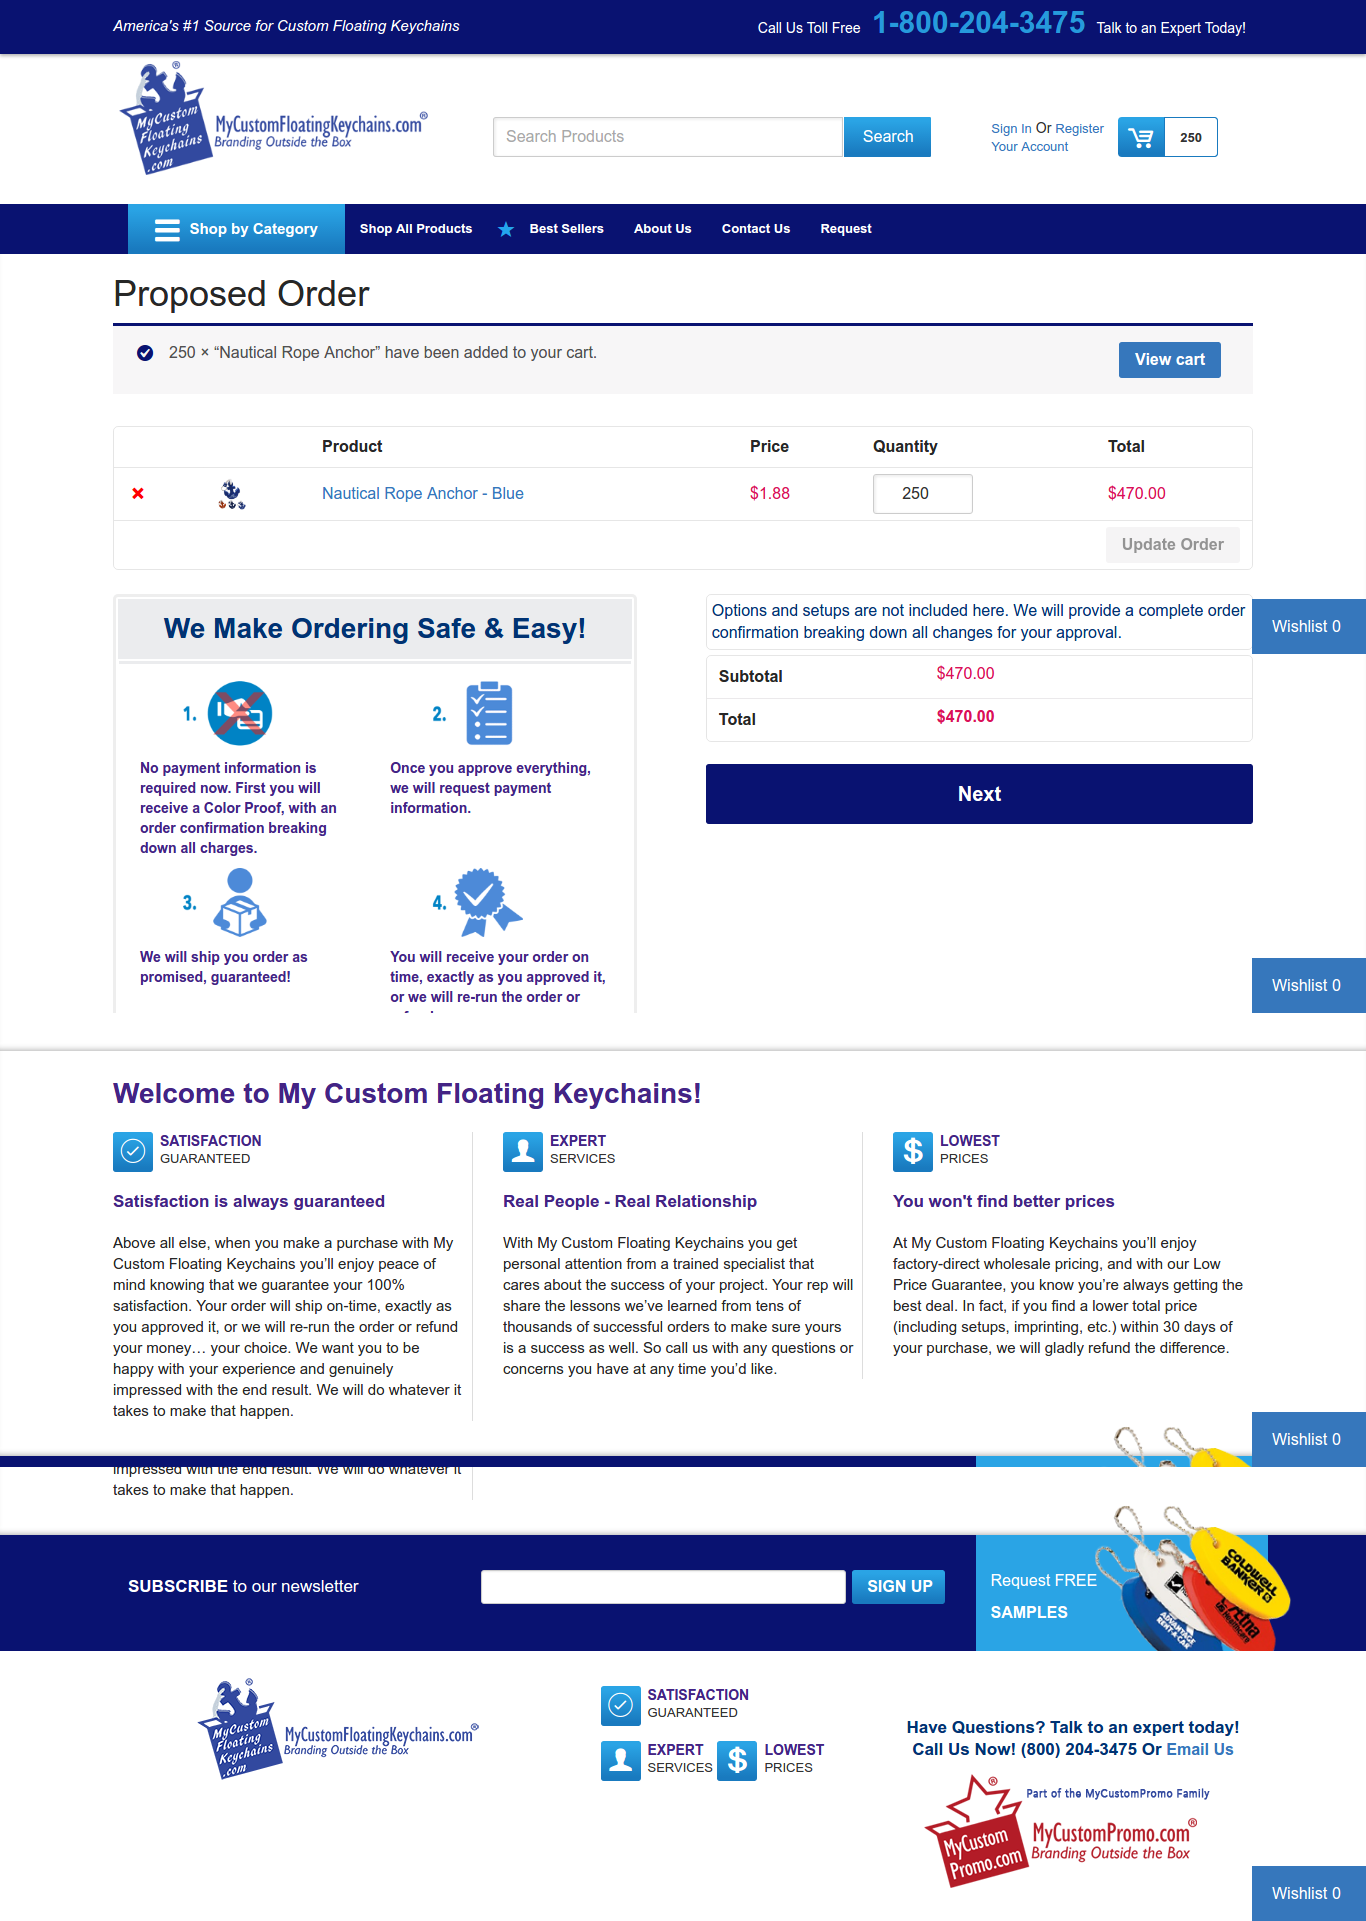 America's #1 Source for Custom Floating Keychains
Call Us Toll Free 1-800-204-3475 Talk to an Expert Today!
MyCustom
Floating
Keychains
.com
MyCustomFloatingKeychains.com®
Branding Outside the Box
Search Products
Search
Sign In Or Register
Your Account
250
Shop by Category
Shop All Products
Best Sellers
About Us
Contact Us
Request
Proposed Order
250 × “Nautical Rope Anchor” have been added to your cart.
View cart
Product Price Quantity Total
Nautical Rope Anchor - Blue $1.88 250 $470.00
Update Order
We Make Ordering Safe & Easy!
1.
No payment information is
required now. First you will
receive a Color Proof, with an
order confirmation breaking
down all charges.
2.
Once you approve everything,
we will request payment
information.
3.
We will ship you order as
promised, guaranteed!
4.
You will receive your order on
time, exactly as you approved it,
or we will re-run the order or
Options and setups are not included here. We will provide a complete order
confirmation breaking down all changes for your approval.
Wishlist 0
Subtotal $470.00
Total $470.00
Next
Wishlist 0
Welcome to My Custom Floating Keychains!
SATISFACTION
GUARANTEED
Satisfaction is always guaranteed
Above all else, when you make a purchase with My
Custom Floating Keychains you’ll enjoy peace of
mind knowing that we guarantee your 100%
satisfaction. Your order will ship on-time, exactly as
you approved it, or we will re-run the order or refund
your money… your choice. We want you to be
happy with your experience and genuinely
impressed with the end result. We will do whatever it
takes to make that happen.
EXPERT
SERVICES
Real People - Real Relationship
With My Custom Floating Keychains you get
personal attention from a trained specialist that
cares about the success of your project. Your rep will
share the lessons we’ve learned from tens of
thousands of successful orders to make sure yours
is a success as well. So call us with any questions or
concerns you have at any time you’d like.
LOWEST
PRICES
You won't find better prices
At My Custom Floating Keychains you’ll enjoy
factory-direct wholesale pricing, and with our Low
Price Guarantee, you know you’re always getting the
best deal. In fact, if you find a lower total price
(including setups, imprinting, etc.) within 30 days of
your purchase, we will gladly refund the difference.
Wishlist 0
impressed with the end result. We will do whatever it
takes to make that happen.
SUBSCRIBE to our newsletter
SIGN UP
Request FREE
SAMPLES
COLDWELL
BANKER
ADVANTAGE
RENT-A-CAR
MyCustom
Floating
Keychains
.com
MyCustomFloatingKeychains.com®
Branding Outside the Box
SATISFACTION
GUARANTEED
EXPERT
SERVICES
LOWEST
PRICES
Have Questions? Talk to an expert today!
Call Us Now! (800) 204-3475 Or Email Us
Part of the MyCustomPromo Family
MyCustom
Promo.com
MyCustomPromo.com®
Branding Outside the Box
Wishlist 0